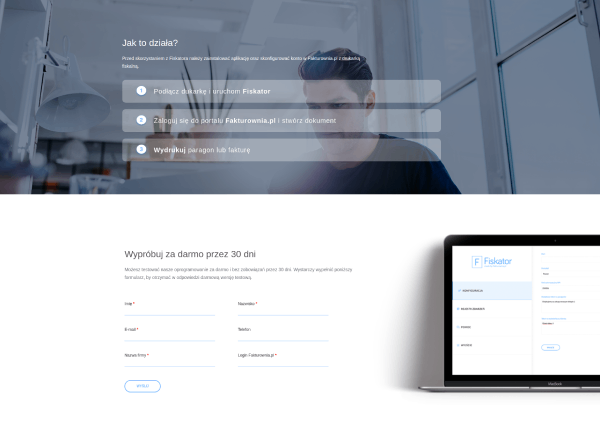 Jak to działa?
Przed skorzystaniem z Fiskatora należy zainstalować aplikację oraz skonfigurować konto w Fakturownia.pl z drukarką
fiskalną.
1 Podłącz drukarkę i uruchom Fiskator
2 Zaloguj się do portalu Fakturownia.pl i stwórz dokument
3 Wydrukuj paragon lub fakturę
Wypróbuj za darmo przez 30 dni
Możesz testować nasze oprogramowanie za darmo i bez zobowiązań przez 30 dni. Wystarczy wypełnić poniższy
formularz, by otrzymać w odpowiedzi darmową wersję testową.
Imię * Nazwisko *
E-mail * Telefon
Nazwa firmy * Login Fakturownia.pl *
WYŚLIJ
F Fiskator
KONFIGURACJA
MacBook